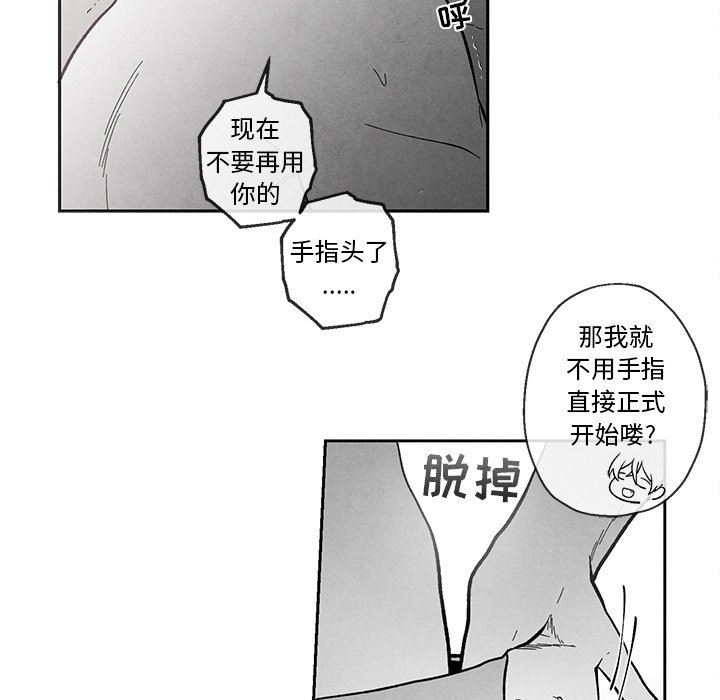 呼
现在
不要再用
你的
手指头了
.....
那我就
不用手指
直接正式
开始喽?
脱掉